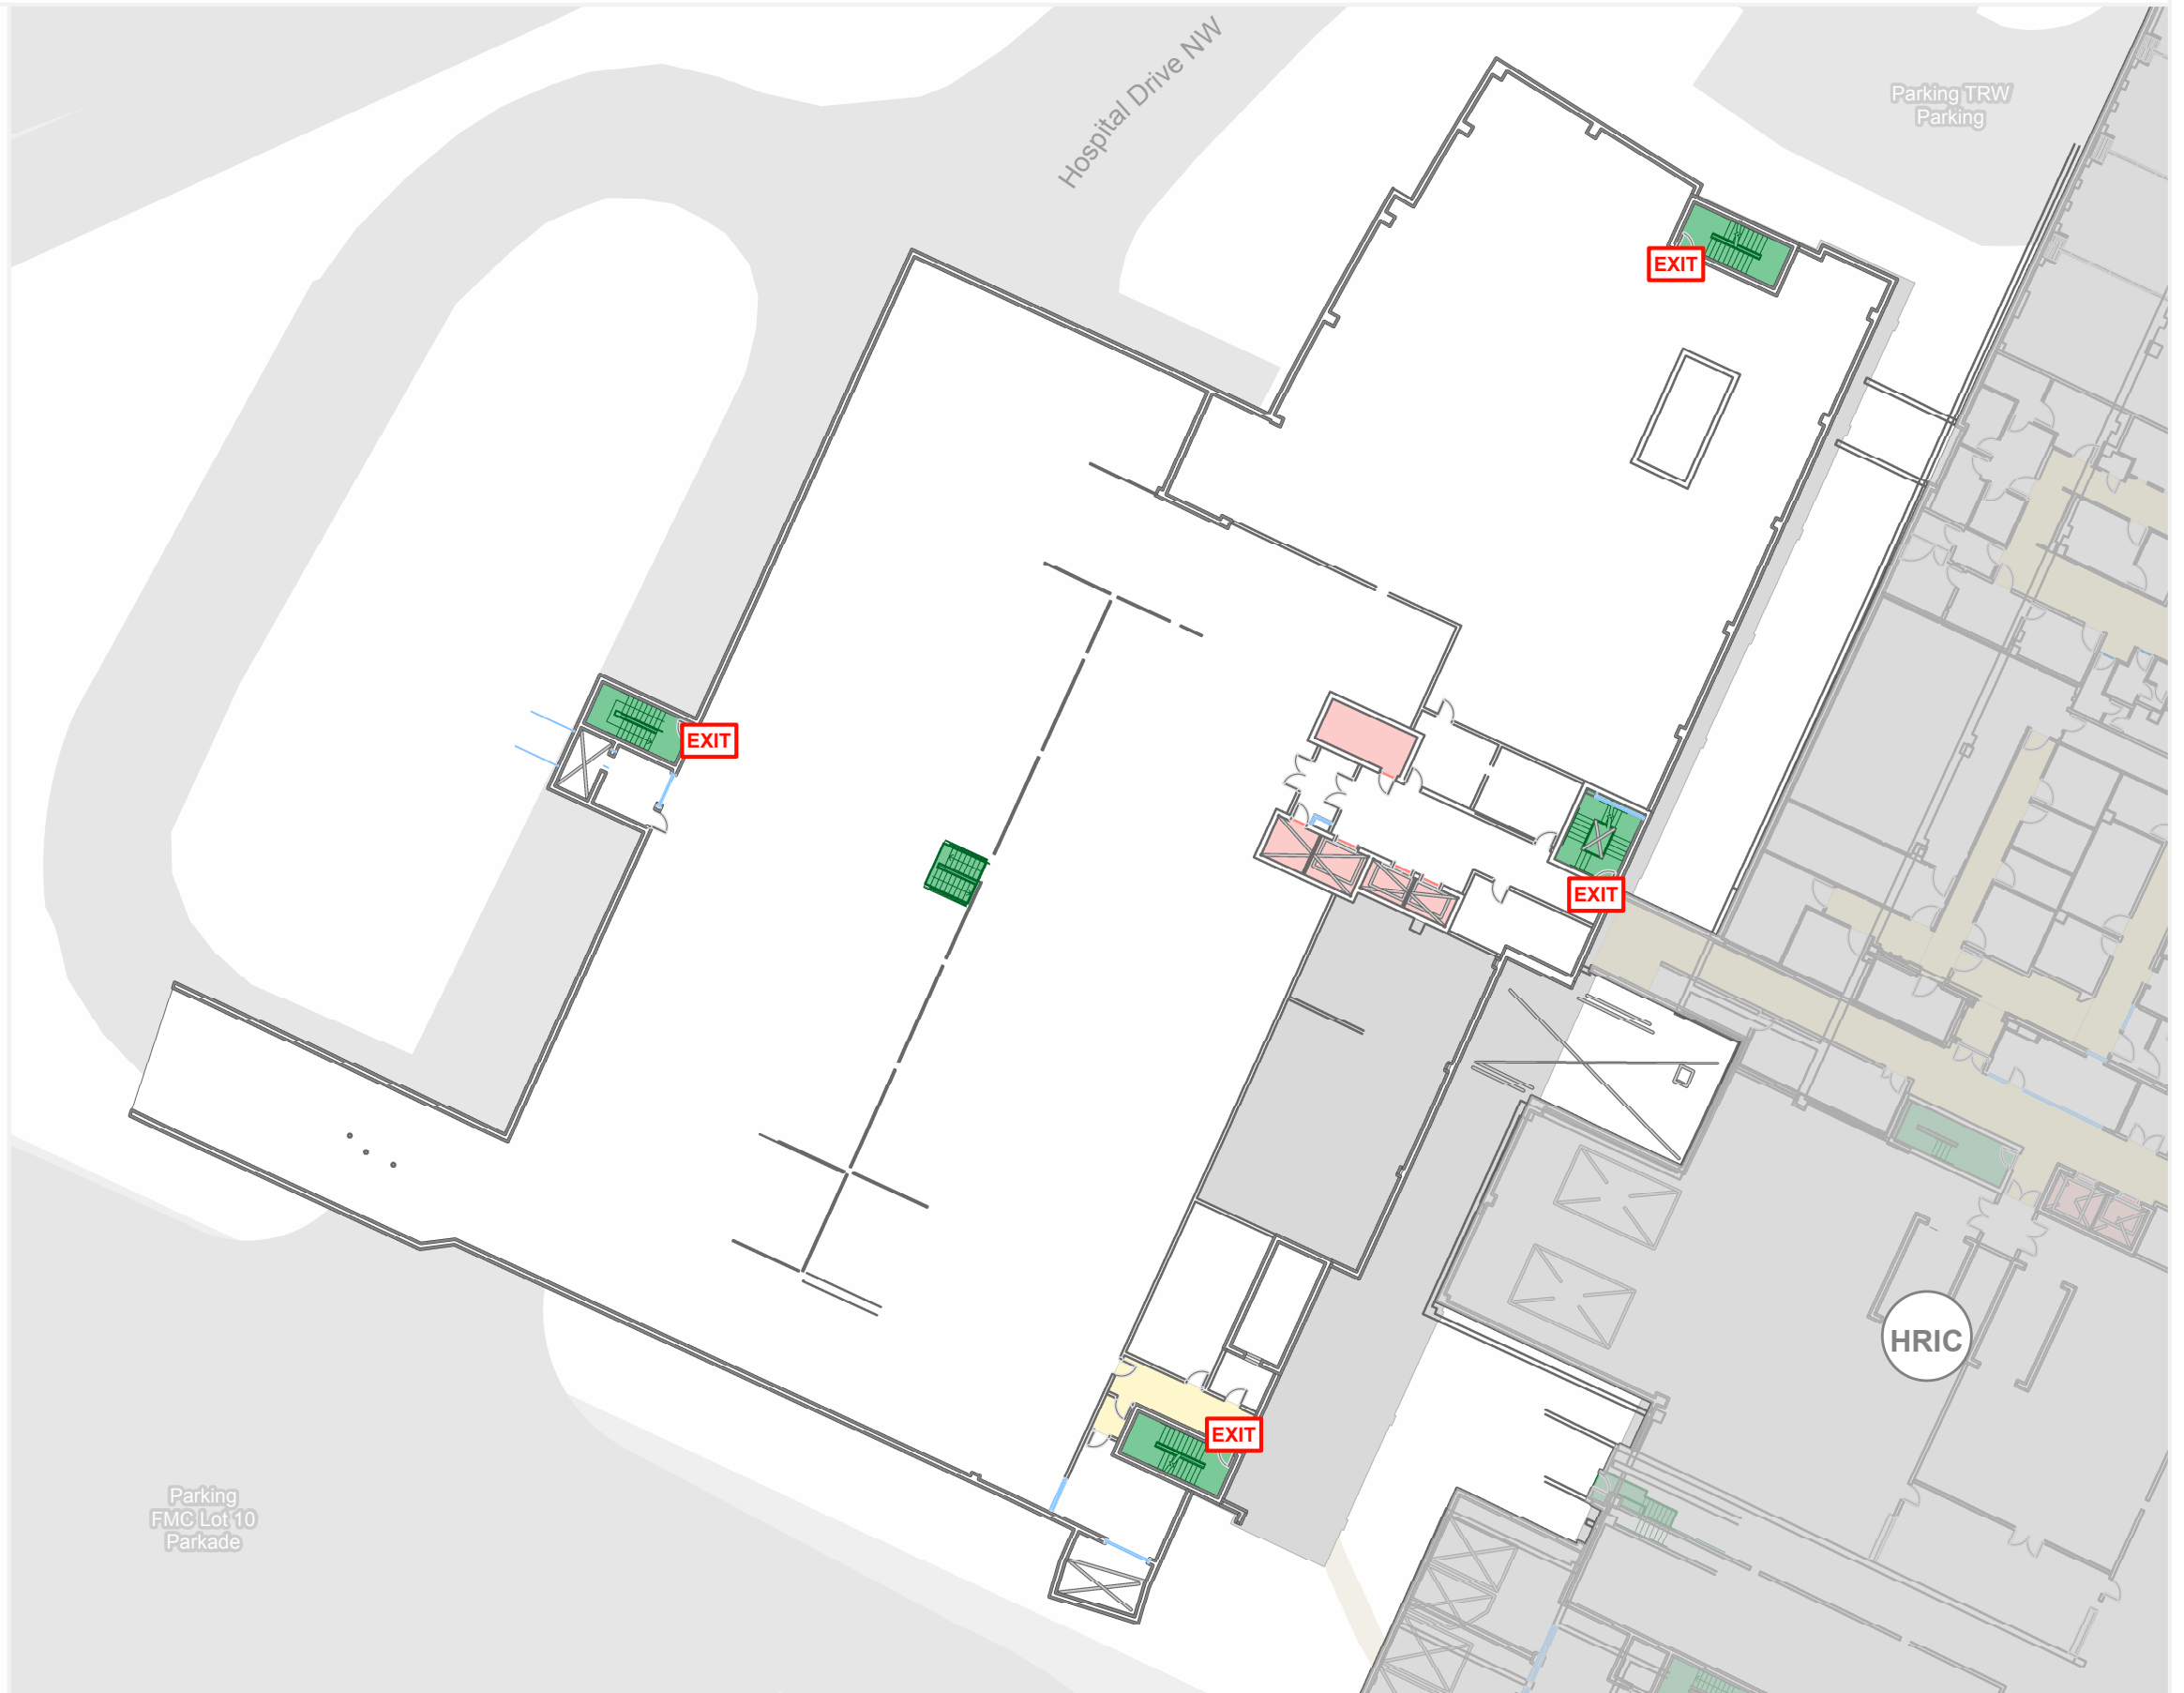 Hospital Drive NW
Parking TRW
Parking
EXIT
EXIT
EXIT
HRIC
EXIT
Parking
FMC Lot 10
Parkade